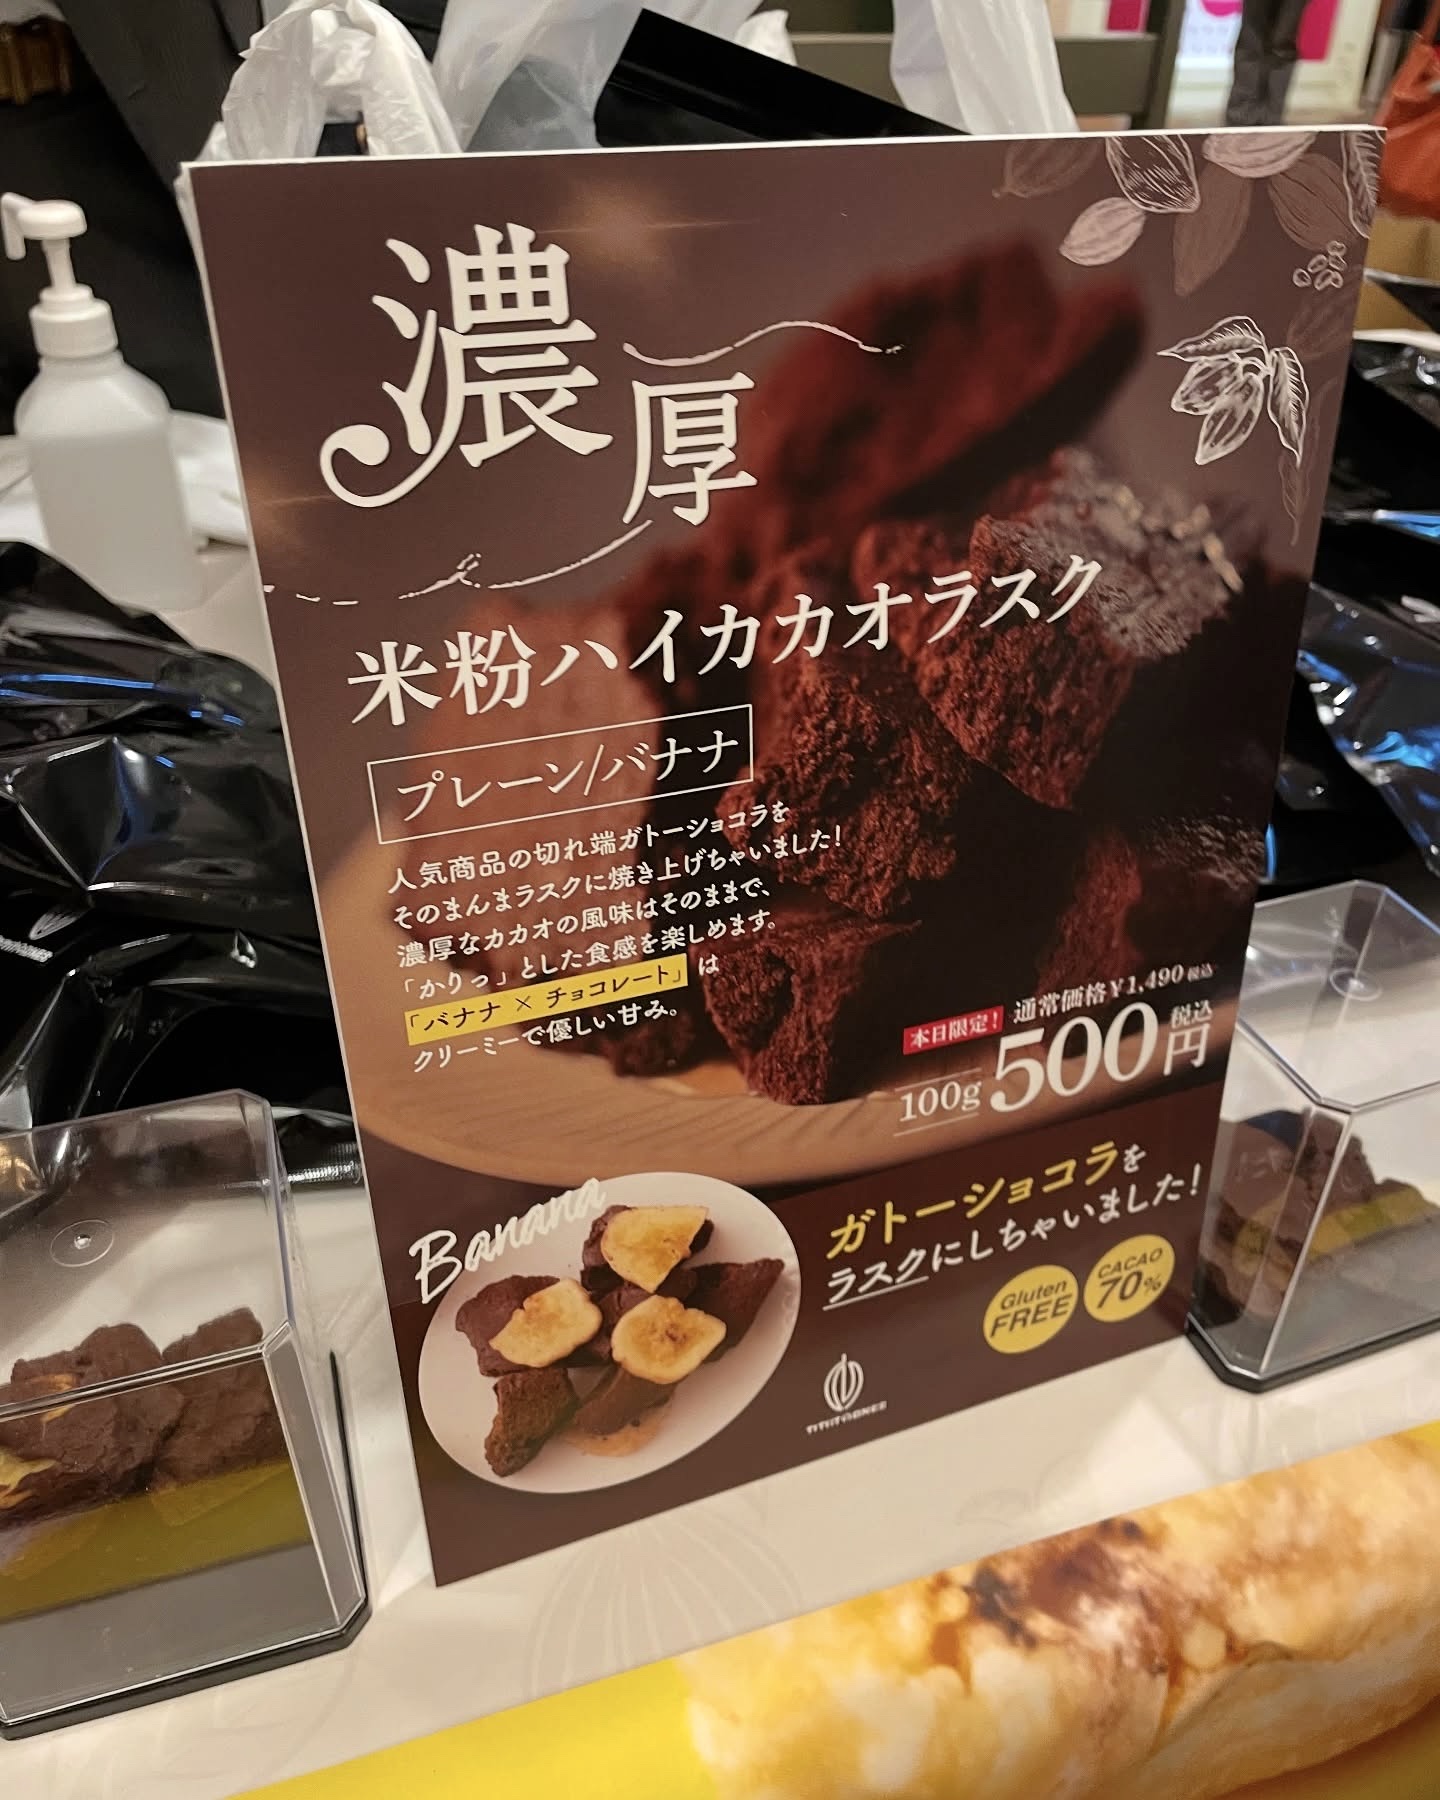 濃厚
米粉ハイカカオラスク
プレーン/バナナ
人気商品の切れ端ガトーショコラを
そのまんまラスクに焼き上げちゃいました!
濃厚なカカオの風味はそのままで、
「かりっ」とした食感を楽しめます。
「バナナ × チョコレート」は
クリーミーで優しい甘み。
本日限定! 通常価格¥1,490税込
100g 500円 税込
Banana
ガトーショコラを
ラスクにしちゃいました!
Gluten FREE
CACAO 70%